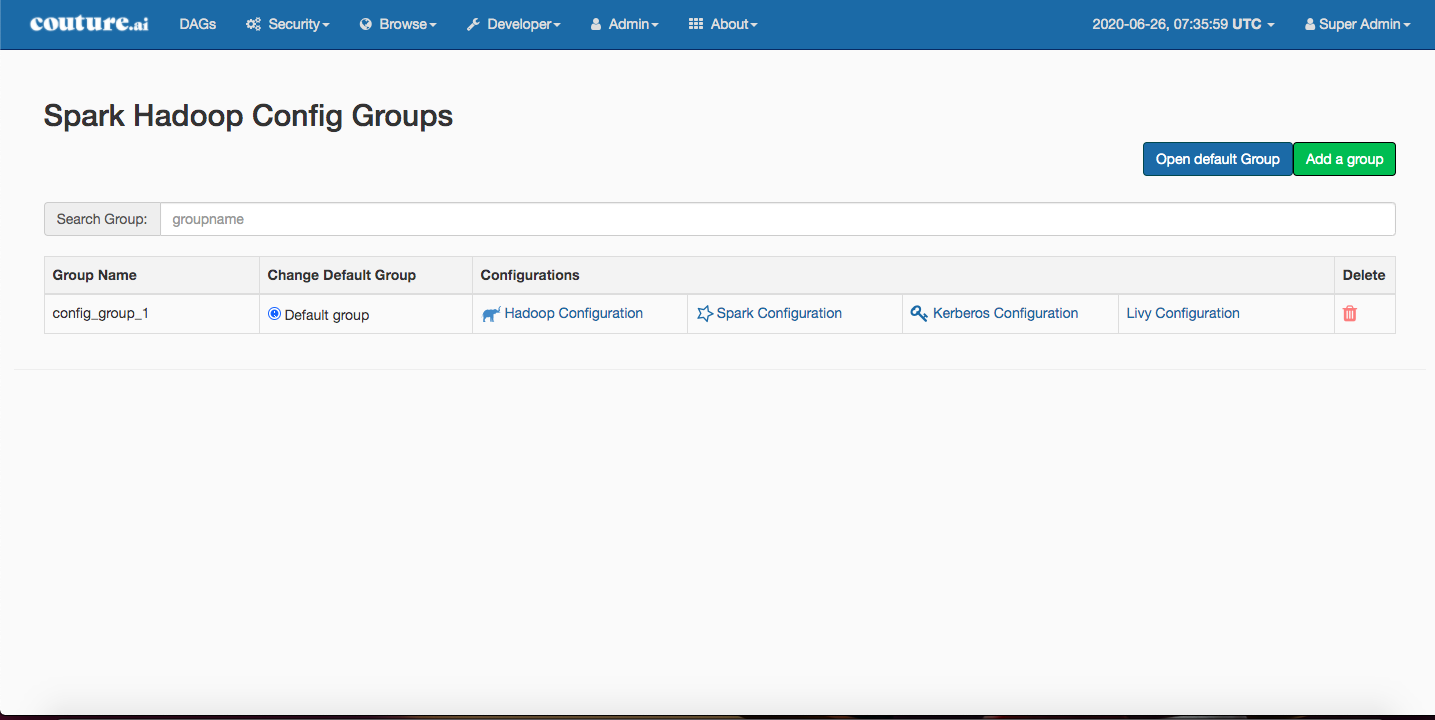 couture.ai DAGs Security Browse Developer Admin About 2020-06-26, 07:35:59 UTC Super Admin
Spark Hadoop Config Groups
Open default Group Add a group
Search Group: groupname
Group Name Change Default Group Configurations Delete
config_group_1 Default group Hadoop Configuration Spark Configuration Kerberos Configuration Livy Configuration